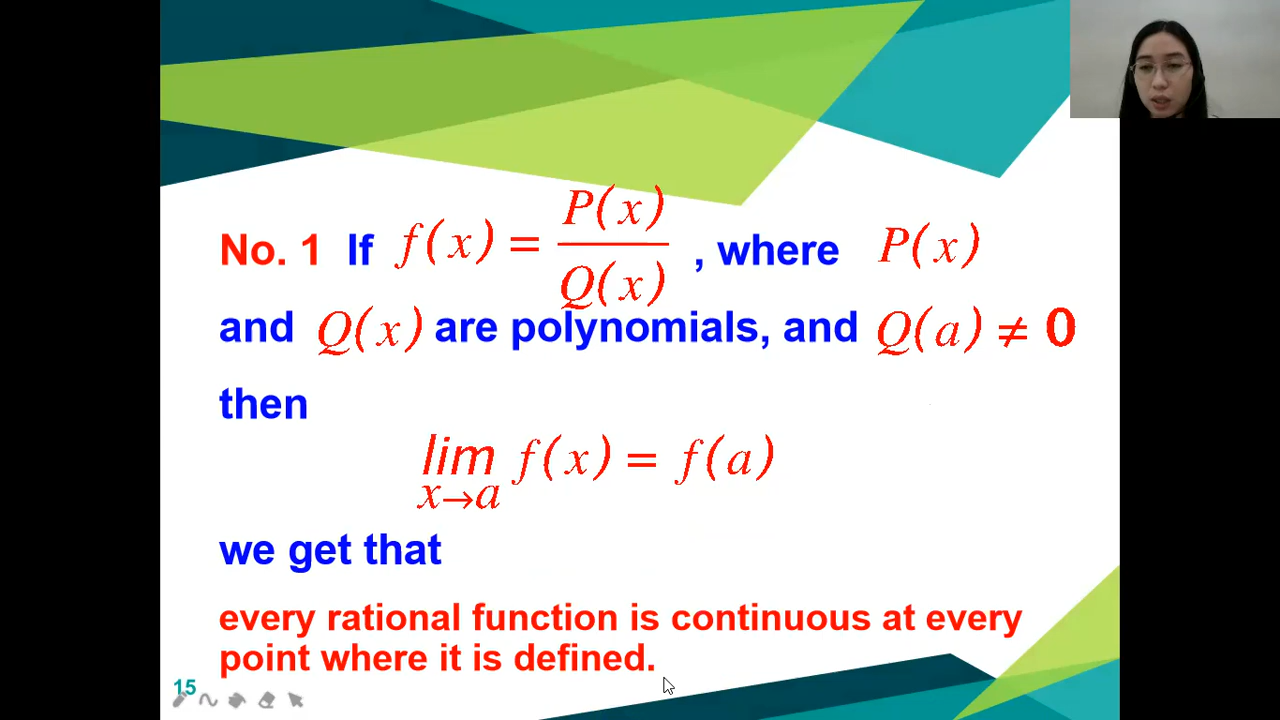 No. 1 If f(x) = P(x)/Q(x) , where P(x)
and Q(x) are polynomials, and Q(a) ≠ 0
then
lim x→a f(x) = f(a)
we get that
every rational function is continuous at every
point where it is defined.
15